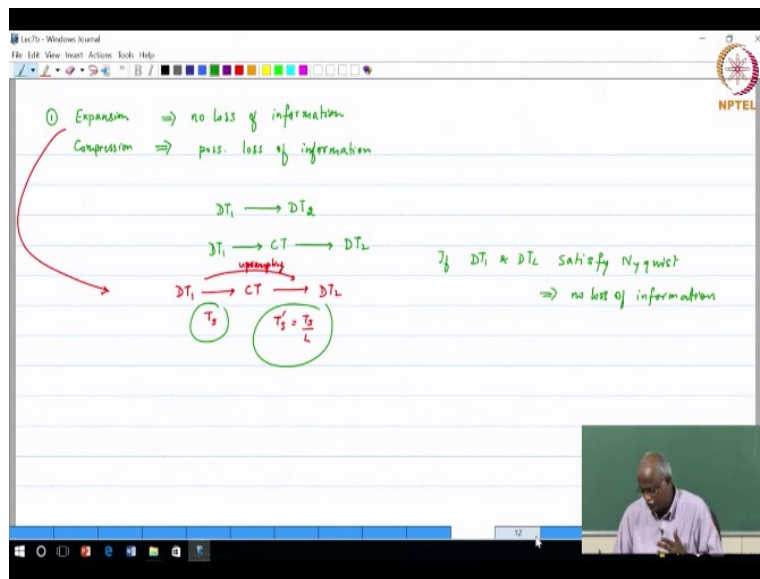 Lec7b - Windows Journal
File Edit View Insert Actions Tools Help
NPTEL
① Expansion ⇒ no loss of information
Compression ⇒ poss. loss of information
DT₁ → DT₂
DT₁ → CT → DT₂
upsampling
DT₁ → CT → DT₂
Ts
Ts' = Ts/L
If DT₁ & DT₂ satisfy Nyquist
⇒ no loss of information
12